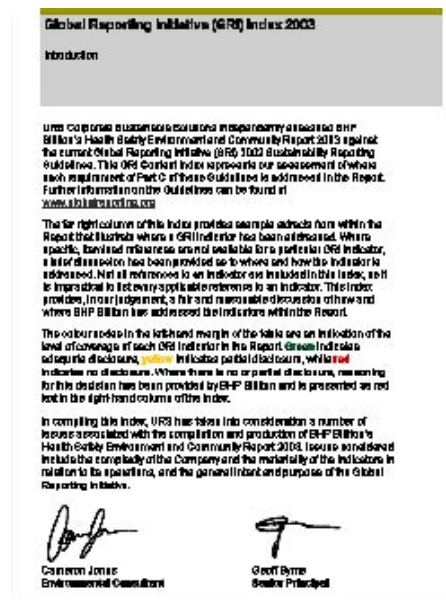 Global Reporting Initiative (GRI) Index 2003
Introduction
URS Corporate Sustainable Solutions independently assessed BHP
Billiton's Health Safety Environment and Community Report 2003 against
the current Global Reporting Initiative (GRI) 2002 Sustainability Reporting
Guidelines. This GRI Content Index represents our assessment of where
each requirement of Part C of those Guidelines is addressed in the Report.
Further information on the Guidelines can be found at
www.globalreporting.org
The far right column of this Index provides example extracts from within the
Report that illustrate where a GRI indicator has been addressed. Where
specific, itemised references are not available for a particular GRI indicator,
a brief discussion has been provided as to where and how the indicator is
addressed. Not all references to an indicator are included in this index, as it
is impractical to list every applicable reference to an indicator. This index
provides, in our judgement, a fair and reasonable discussion of how and
where BHP Billiton has addressed the indicators within the Report.
The colour codes in the left-hand margin of the table are an indication of the
level of coverage of each GRI indicator in the Report. Green indicates
adequate disclosure, yellow indicates partial disclosure, while red
indicates no disclosure. Where there is no or partial disclosure, reasoning
for this decision has been provided by BHP Billiton and is presented as red
text in the right-hand column of the index.
In compiling this index, URS has taken into consideration a number of
issues associated with the compilation and production of BHP Billiton's
Health Safety Environment and Community Report 2003. Issues considered
include the complexity of the Company and the materiality of the indicators in
relation to its operations, and the general intent and purpose of the Global
Reporting Initiative.
Cameron Jones Geoff Byrne
Environmental Consultant Senior Principal